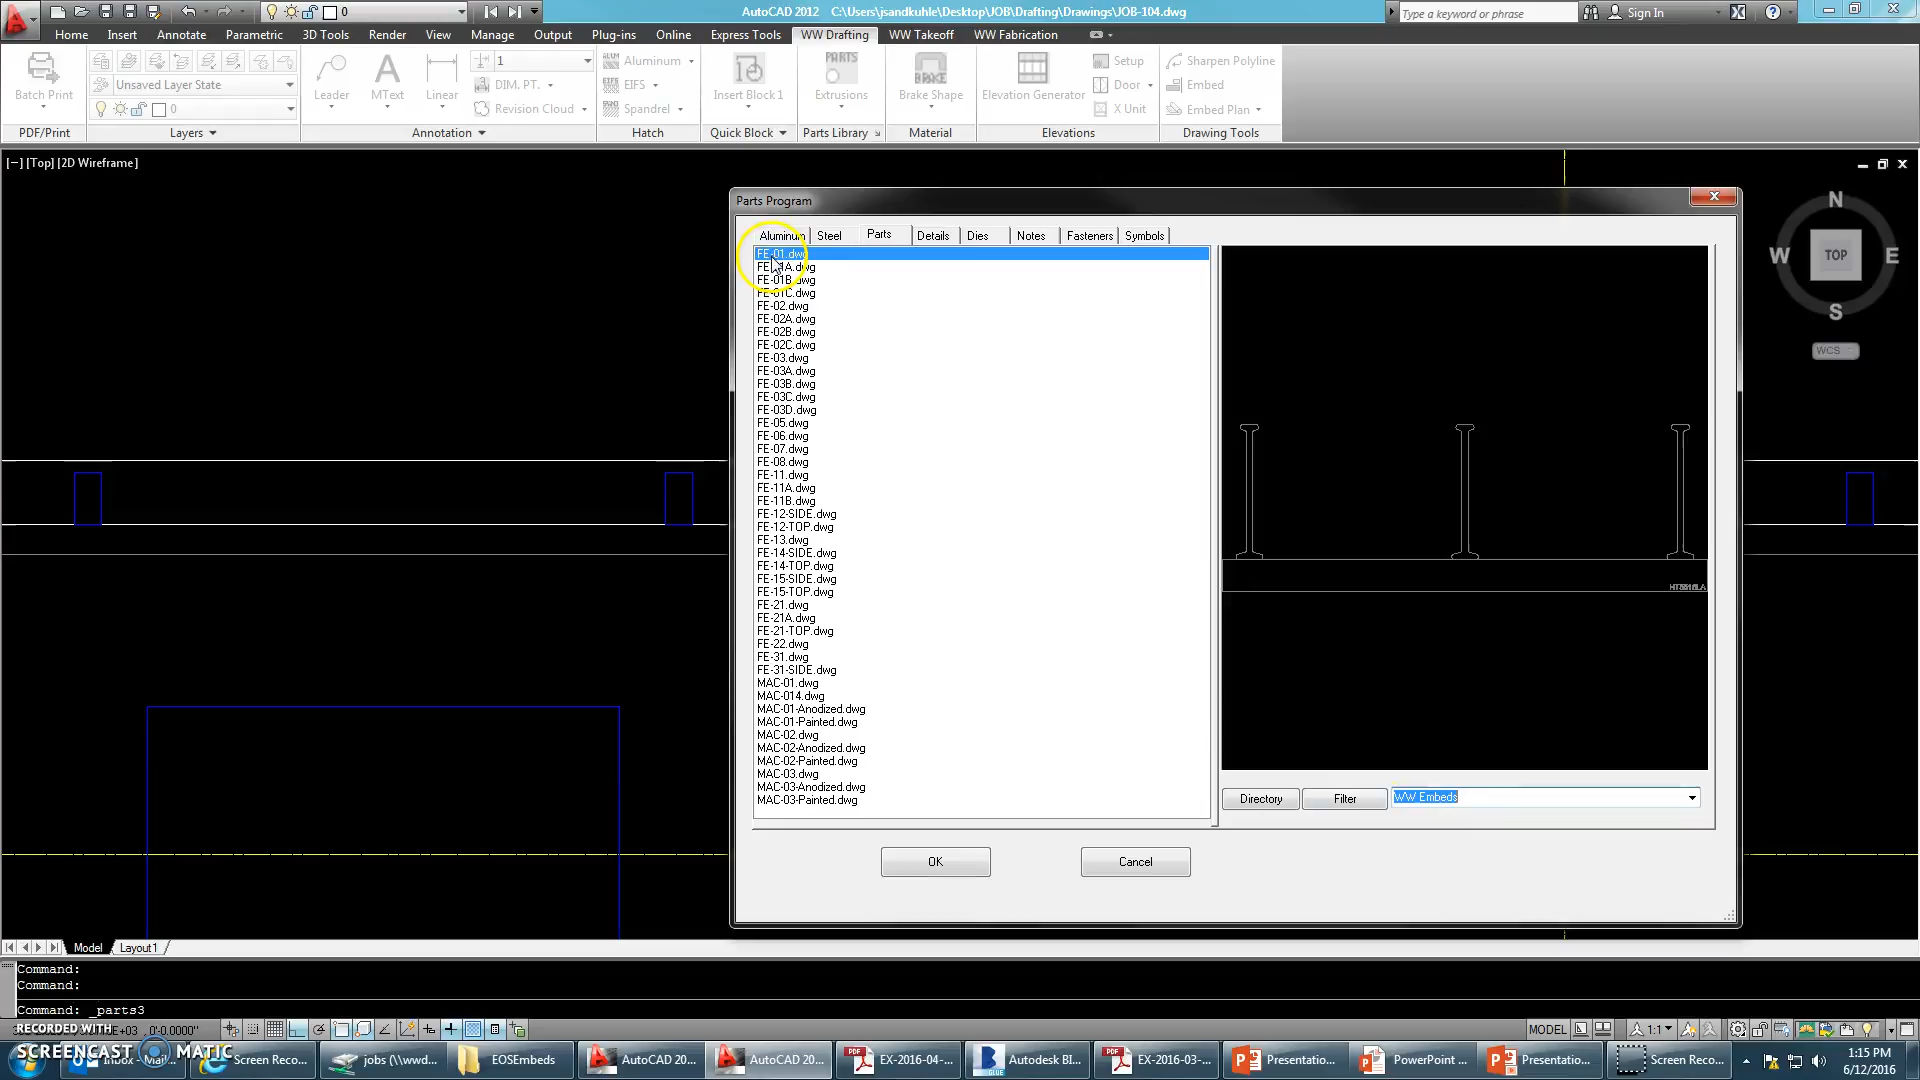 AutoCAD 2012 C:\Users\jsandkuhle\Desktop\JOB\Drafting\Drawings\JOB-104.dwg
0
Type a keyword or phrase
Sign In
Home Insert Annotate Parametric 3D Tools Render View Manage Output Plug-ins Online Express Tools WW Drafting WW Takeoff WW Fabrication
Batch Print
PDF/Print
Unsaved Layer State
0
Layers
Leader
MText
Linear
1
DIM, PT.
Revision Cloud
Annotation
Aluminum
EIFS
Spandrel
Hatch
Insert Block 1
Quick Block
PARTS
Extrusions
Parts Library
BRAKE
Brake Shape
Material
Elevation Generator
Setup
Door
X Unit
Elevations
Sharpen Polyline
Embed
Embed Plan
Drawing Tools
[−] [Top] [2D Wireframe]
N
W TOP E
S
WCS
Parts Program
Aluminum Steel Parts Details Dies Notes Fasteners Symbols
FE-01.dwg
FE-01A.dwg
FE-01B.dwg
FE-01C.dwg
FE-02.dwg
FE-02A.dwg
FE-02B.dwg
FE-02C.dwg
FE-03.dwg
FE-03A.dwg
FE-03B.dwg
FE-03C.dwg
FE-03D.dwg
FE-05.dwg
FE-06.dwg
FE-07.dwg
FE-08.dwg
FE-11.dwg
FE-11A.dwg
FE-11B.dwg
FE-12-SIDE.dwg
FE-12-TOP.dwg
FE-13.dwg
FE-14-SIDE.dwg
FE-14-TOP.dwg
FE-15-SIDE.dwg
FE-15-TOP.dwg
FE-21.dwg
FE-21A.dwg
FE-21-TOP.dwg
FE-22.dwg
FE-31.dwg
FE-31-SIDE.dwg
MAC-01.dwg
MAC-014.dwg
MAC-01-Anodized.dwg
MAC-01-Painted.dwg
MAC-02.dwg
MAC-02-Anodized.dwg
MAC-02-Painted.dwg
MAC-03.dwg
MAC-03-Anodized.dwg
MAC-03-Painted.dwg
Directory Filter WW Embeds
OK Cancel
Model Layout1
Command:
Command:
Command: _parts3
RECORDED WITH
E+03 , 0'-0.0000"
MODEL
1:1
SCREENCAST MATIC
Inbox - Mail...
Screen Reco...
jobs (\\wwd...
EOSEmbeds
AutoCAD 20...
AutoCAD 20...
EX-2016-04-...
Autodesk BI...
EX-2016-03-...
Presentatio...
PowerPoint ...
Presentatio...
Screen Reco...
1:15 PM
6/12/2016